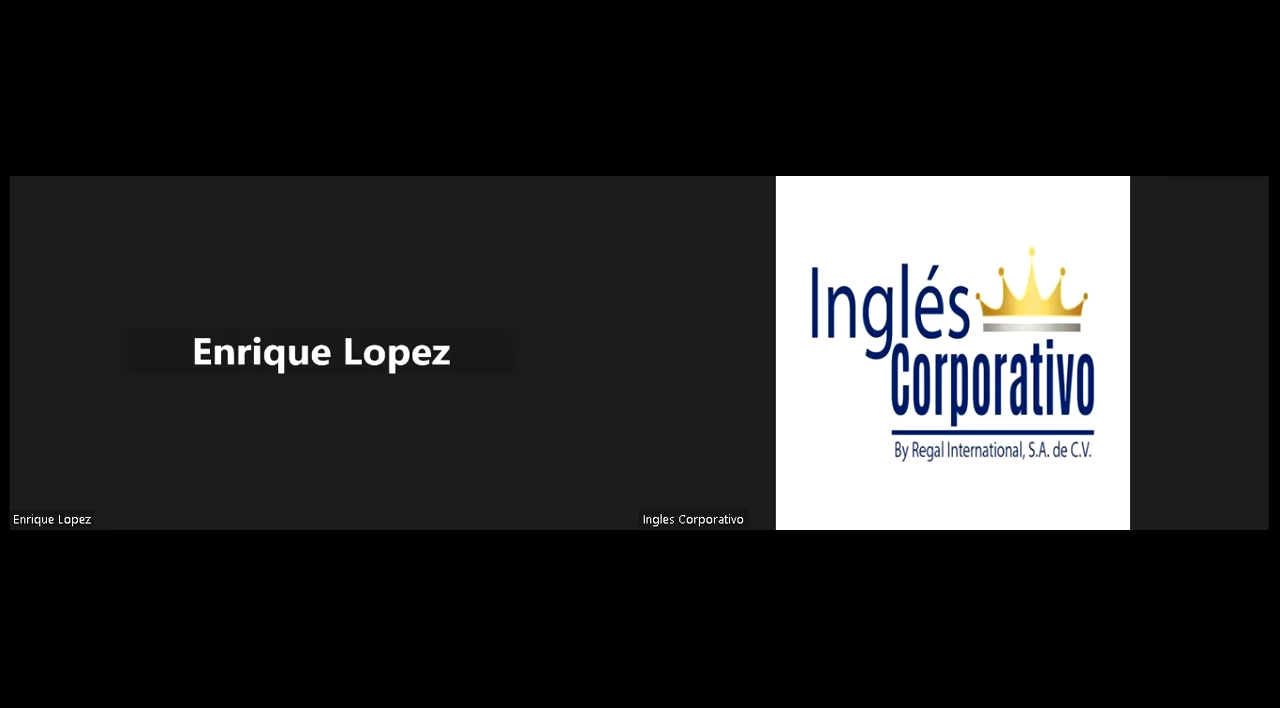 Enrique Lopez
Enrique Lopez
Inglés
Corporativo
By Regal International, S.A. de C.V.
Ingles Corporativo